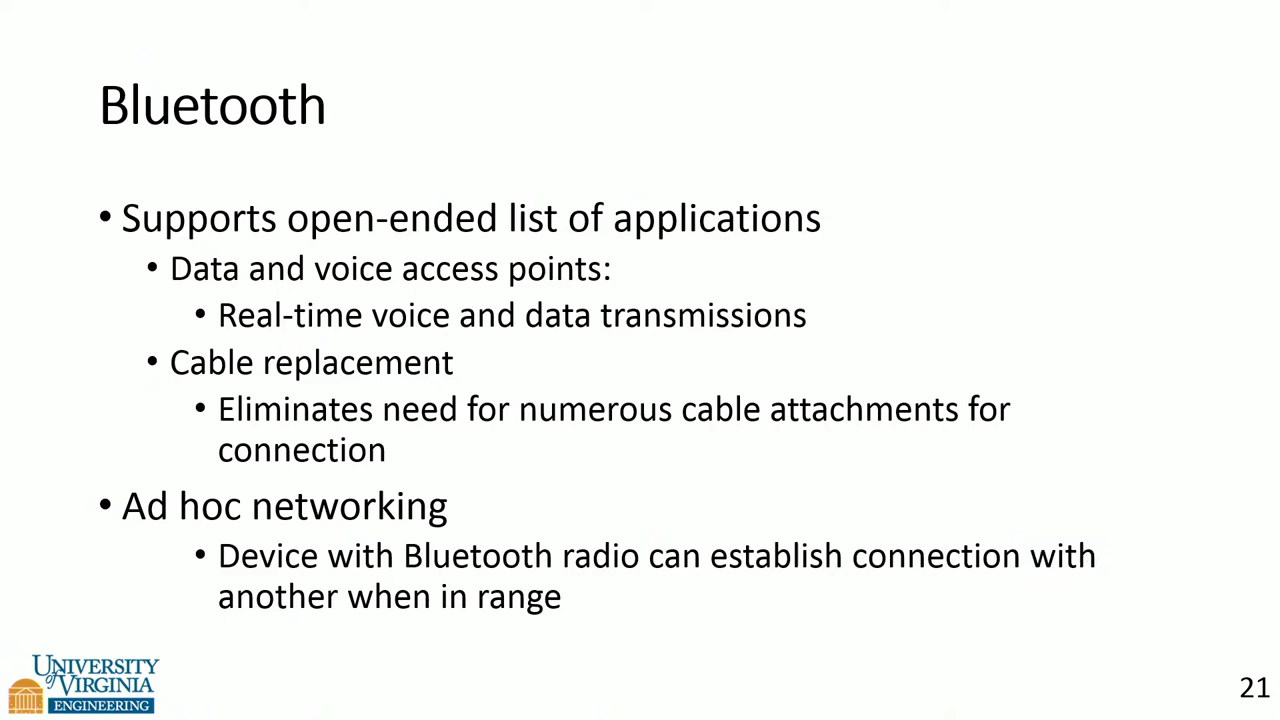 Bluetooth
• Supports open-ended list of applications
• Data and voice access points:
• Real-time voice and data transmissions
• Cable replacement
• Eliminates need for numerous cable attachments for
connection
• Ad hoc networking
• Device with Bluetooth radio can establish connection with
another when in range
UNIVERSITY
of VIRGINIA
ENGINEERING
21